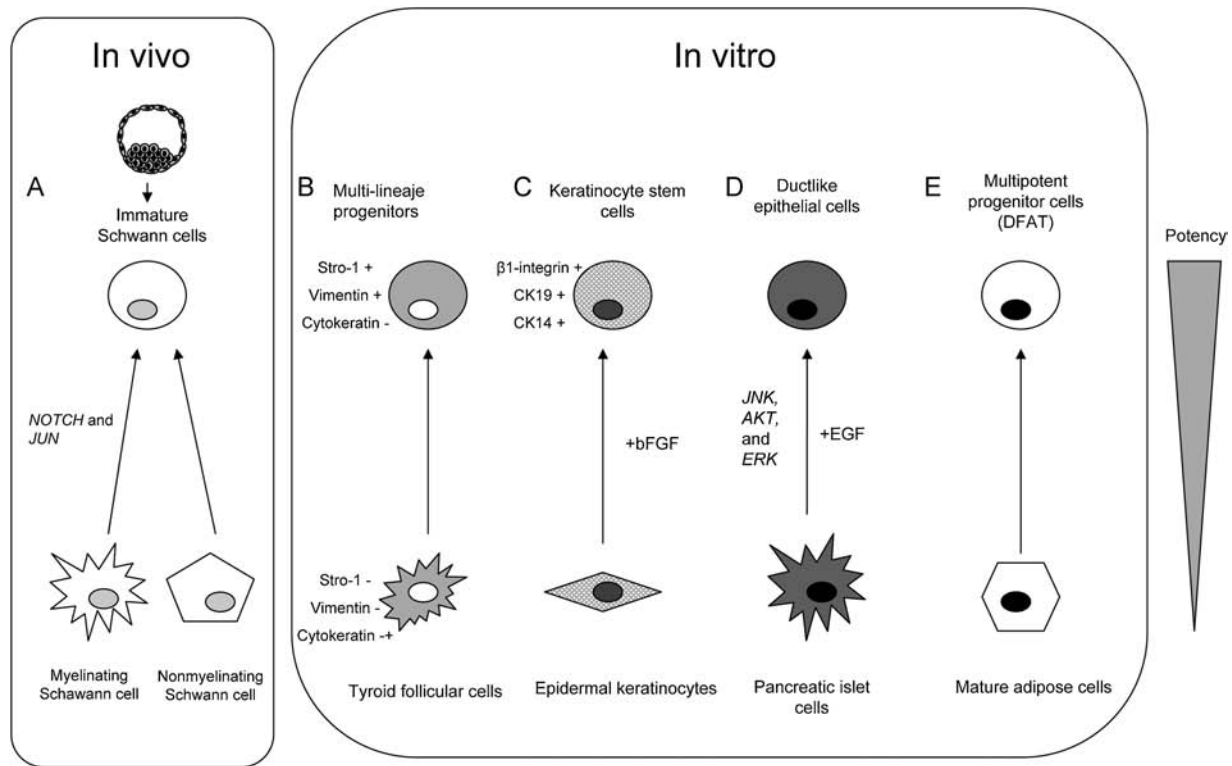 In vivo
In vitro
A
Immature
Schwann cells
NOTCH and
JUN
Myelinating
Schawann cell
Nonmyelinating
Schwann cell
B
Multi-lineaje
progenitors
Stro-1 +
Vimentin +
Cytokeratin -
Stro-1 -
Vimentin -
Cytokeratin -+
Tyroid follicular cells
C
Keratinocyte stem
cells
β1-integrin +
CK19 +
CK14 +
+bFGF
Epidermal keratinocytes
D
Ductlike
epithelial cells
JNK,
AKT,
and
ERK
+EGF
Pancreatic islet
cells
E
Multipotent
progenitor cells
(DFAT)
Mature adipose cells
Potency